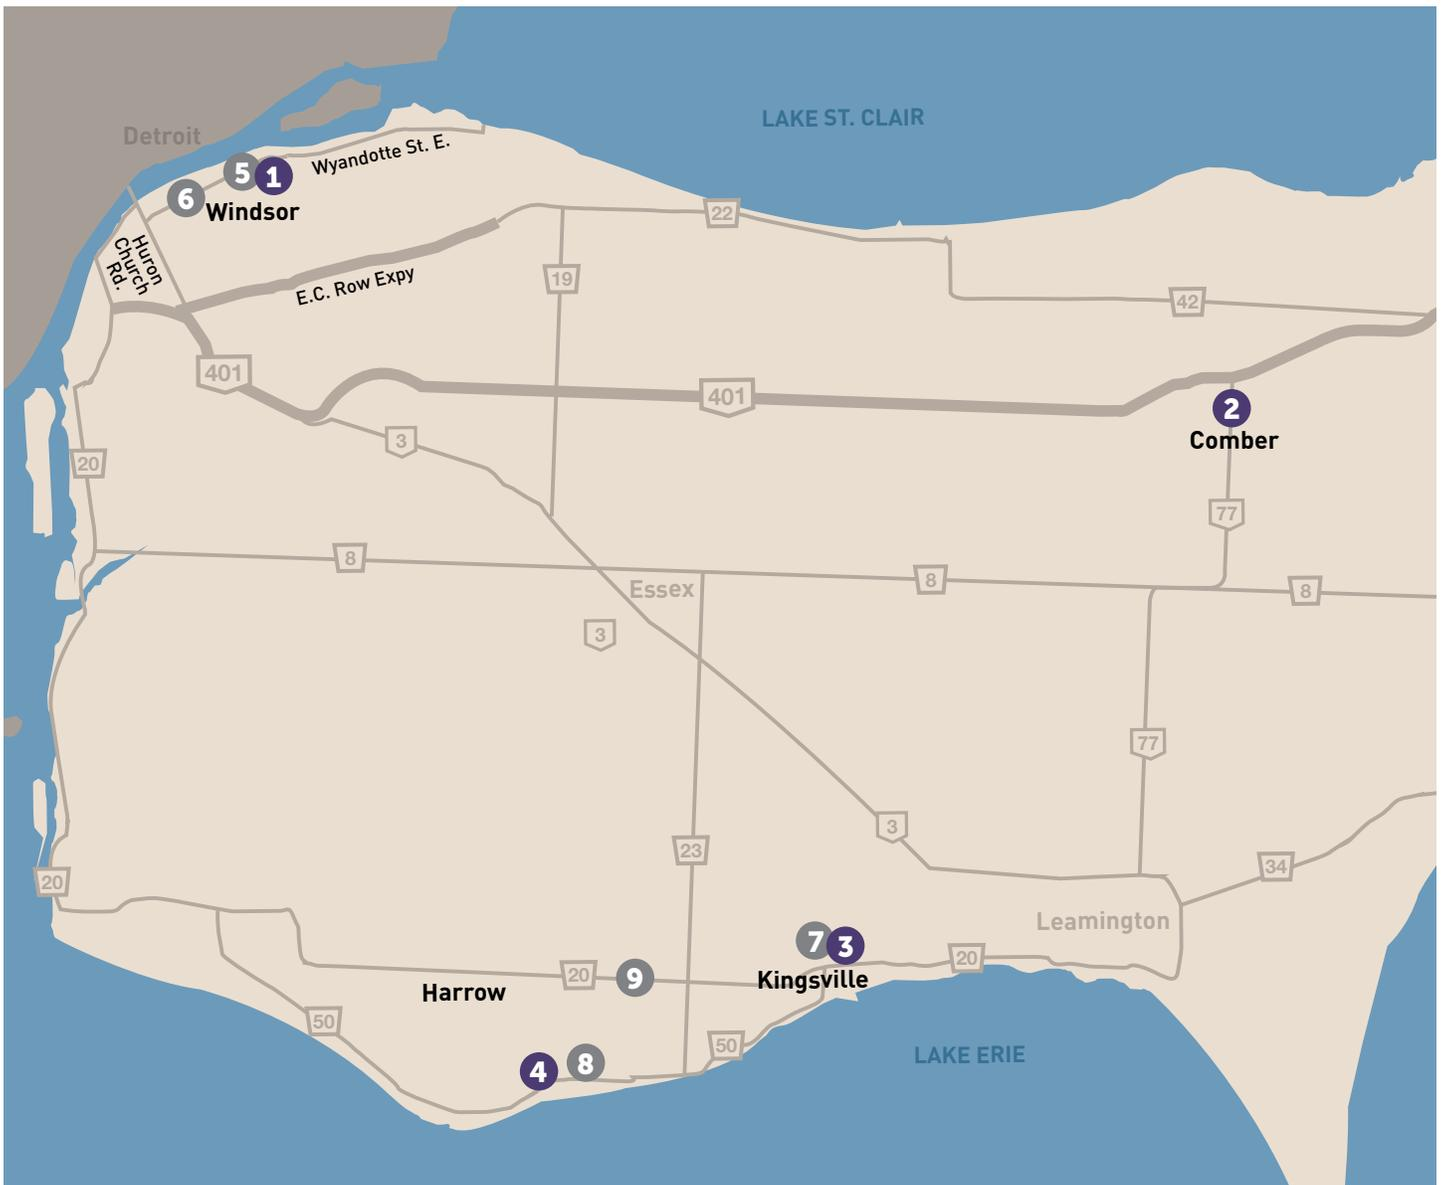 LAKE ST. CLAIR
Detroit
Wyandotte St. E.
5
1
6
Windsor
22
Huron
Church
Rd.
19
E.C. Row Expy
42
401
401
2
3
Comber
20
77
8
8
Essex
8
3
77
3
23
34
20
Leamington
7
3
20
9
20
Kingsville
Harrow
50
50
LAKE ERIE
4
8